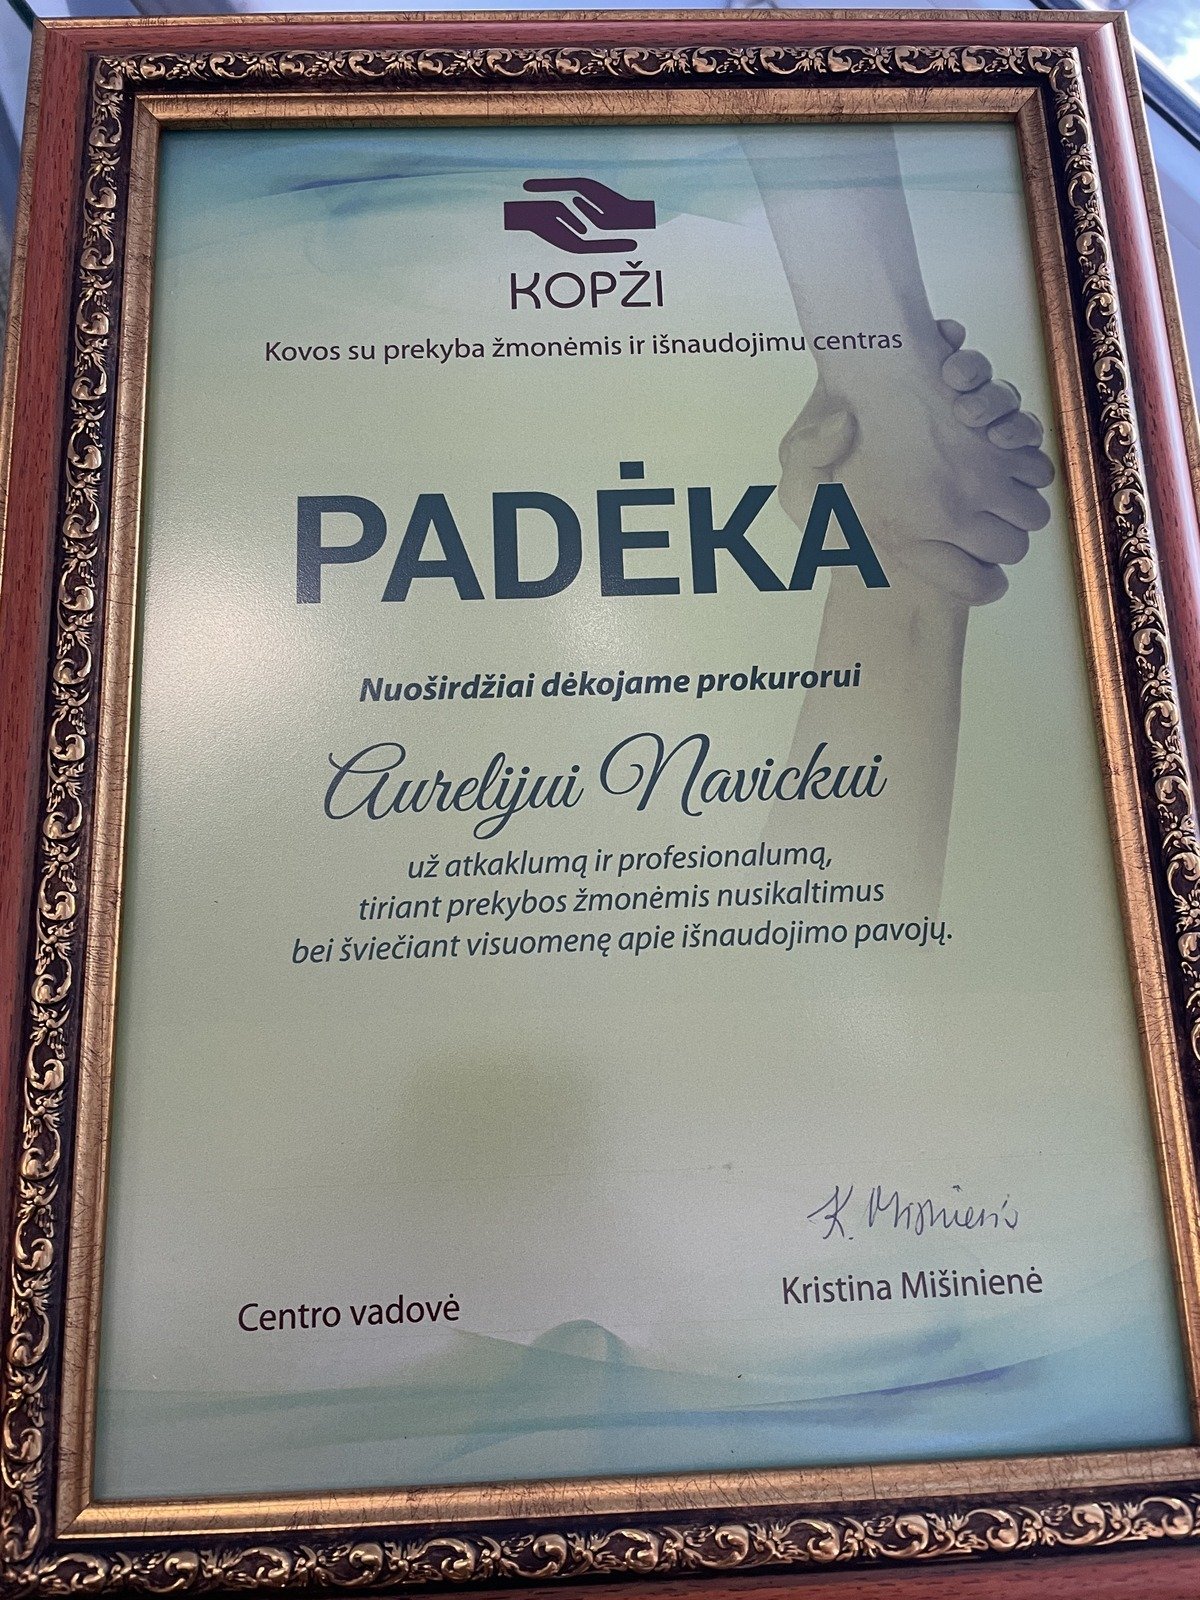 KOPŽI
Kovos su prekyba žmonėmis ir išnaudojimu centras
PADĖKA
Nuoširdžiai dėkojame prokurorui
Aurelijui Navickui
už atkaklumą ir profesionalumą,
tiriant prekybos žmonėmis nusikaltimus
bei šviečiant visuomenę apie išnaudojimo pavojų.
Centro vadovė
Kristina Mišinienė